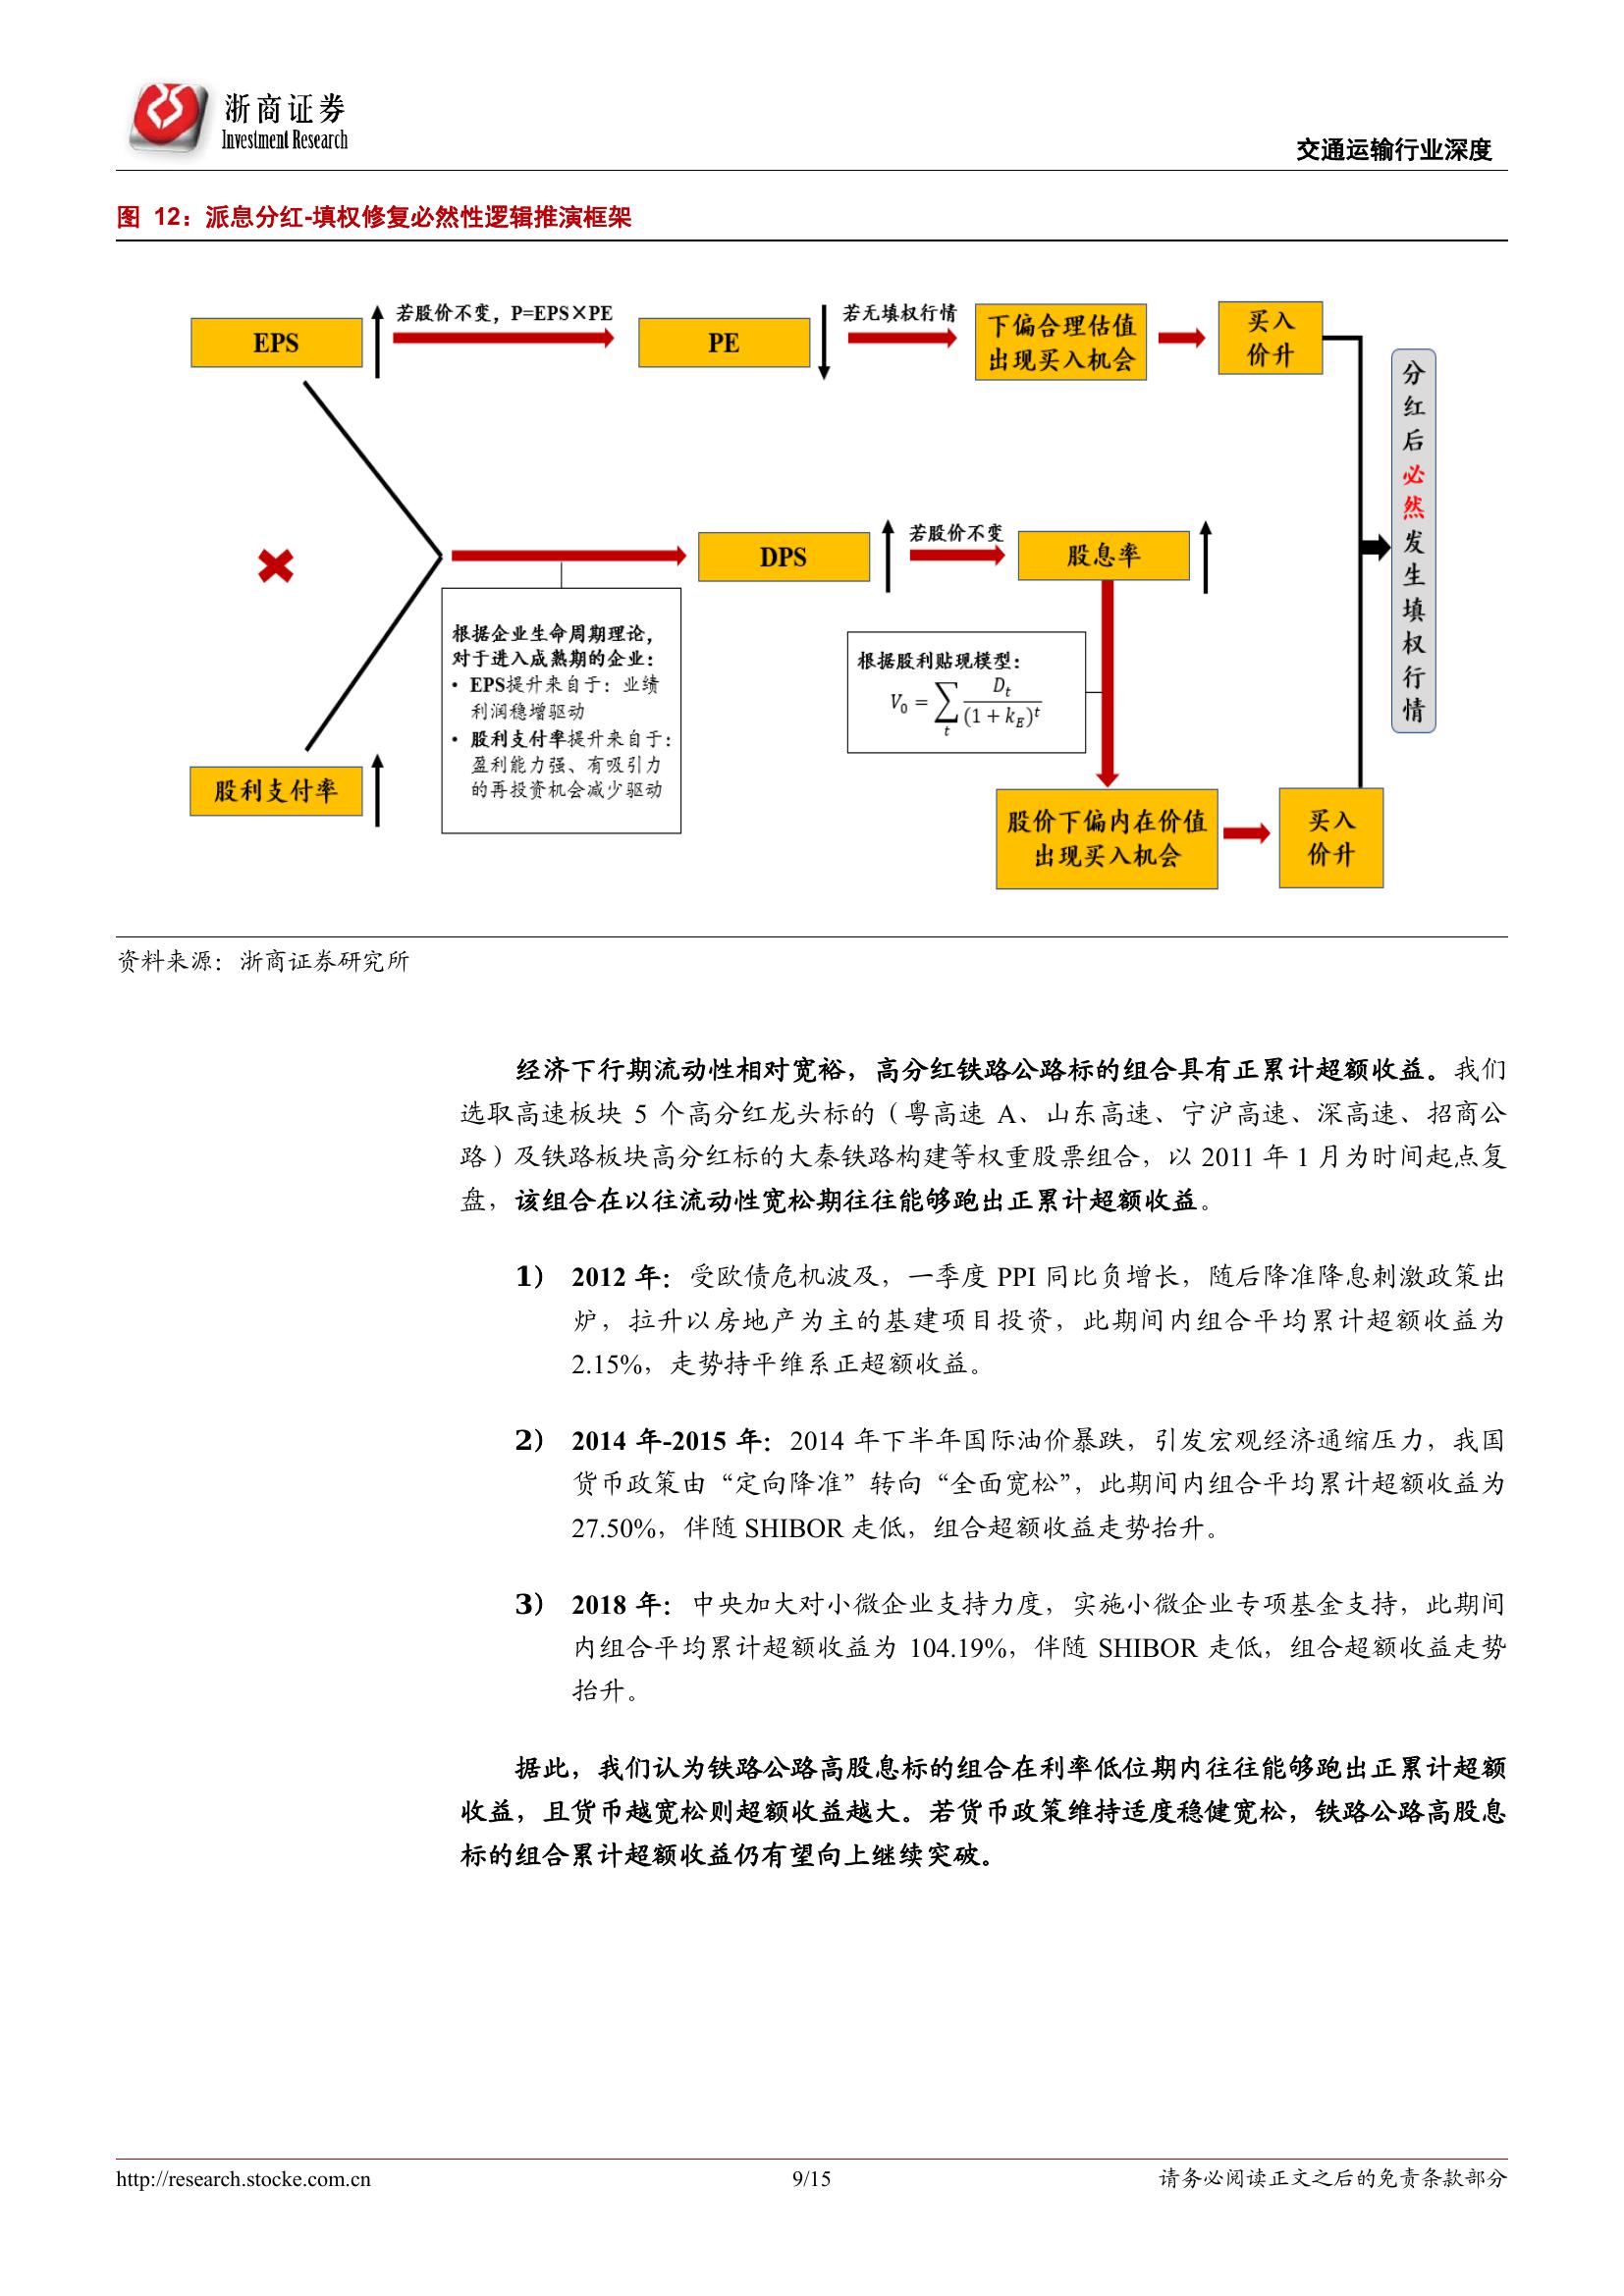 浙商证券
Investment Research
交通运输行业深度
图 12：派息分红-填权修复必然性逻辑推演框架
EPS
若股价不变，P=EPS×PE
PE
若无填权行情
下偏合理估值
出现买入机会
买入
价升
分红后必然发生填权行情
DPS
若股价不变
股息率
根据企业生命周期理论，
对于进入成熟期的企业：
• EPS提升来自于：业绩
利润稳增驱动
• 股利支付率提升来自于：
盈利能力强、有吸引力
的再投资机会减少驱动
根据股利贴现模型：
V₀ = ∑ₜ Dₜ / (1 + k_E)ᵗ
股利支付率
股价下偏内在价值
出现买入机会
买入
价升
资料来源：浙商证券研究所
经济下行期流动性相对宽裕，高分红铁路公路标的组合具有正累计超额收益。我们
选取高速板块 5 个高分红龙头标的（粤高速 A、山东高速、宁沪高速、深高速、招商公
路）及铁路板块高分红标的大秦铁路构建等权重股票组合，以 2011 年 1 月为时间起点复
盘，该组合在以往流动性宽松期往往能够跑出正累计超额收益。
1） 2012 年：受欧债危机波及，一季度 PPI 同比负增长，随后降准降息刺激政策出
炉，拉升以房地产为主的基建项目投资，此期间内组合平均累计超额收益为
2.15%，走势持平维系正超额收益。
2） 2014 年-2015 年：2014 年下半年国际油价暴跌，引发宏观经济通缩压力，我国
货币政策由“定向降准”转向“全面宽松”，此期间内组合平均累计超额收益为
27.50%，伴随 SHIBOR 走低，组合超额收益走势抬升。
3） 2018 年：中央加大对小微企业支持力度，实施小微企业专项基金支持，此期间
内组合平均累计超额收益为 104.19%，伴随 SHIBOR 走低，组合超额收益走势
抬升。
据此，我们认为铁路公路高股息标的组合在利率低位期内往往能够跑出正累计超额
收益，且货币越宽松则超额收益越大。若货币政策维持适度稳健宽松，铁路公路高股息
标的组合累计超额收益仍有望向上继续突破。
http://research.stocke.com.cn
9/15
请务必阅读正文之后的免责条款部分